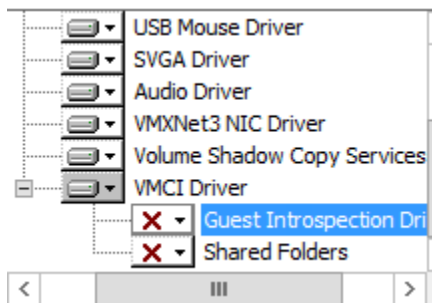 USB Mouse Driver
SVGA Driver
Audio Driver
VMXNet3 NIC Driver
Volume Shadow Copy Services
VMCI Driver
Guest Introspection Dri
Shared Folders